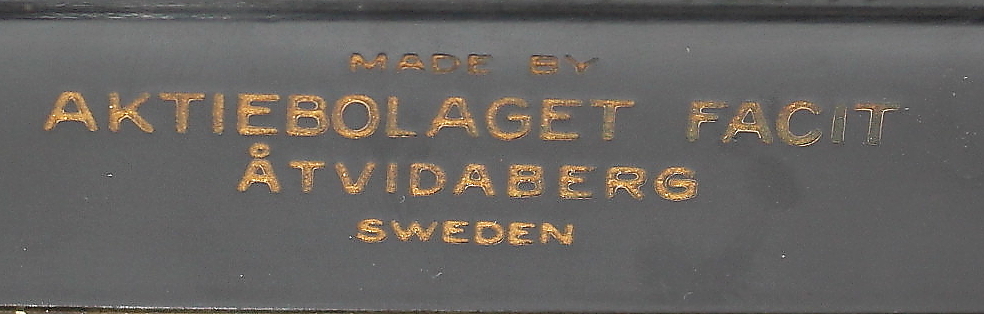 MADE BY
AKTIEBOLAGET FACIT
ÅTVIDABERG
SWEDEN